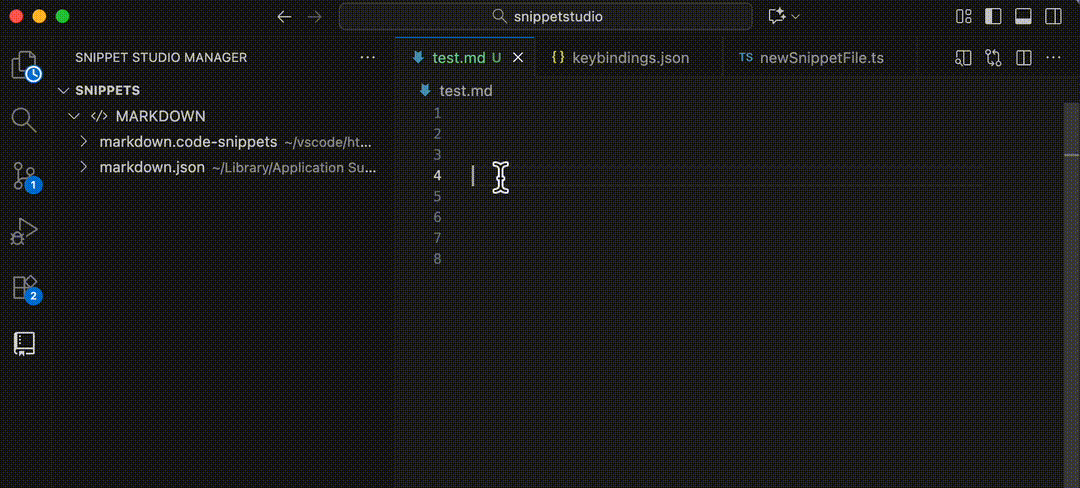 snippetstudio
SNIPPET STUDIO MANAGER
test.md U
{} keybindings.json
TS newSnippetFile.ts
SNIPPETS
test.md
</> MARKDOWN
markdown.code-snippets ~/vscode/ht...
markdown.json ~/Library/Application Su...
1
2
3
4
5
6
7
8
1
2